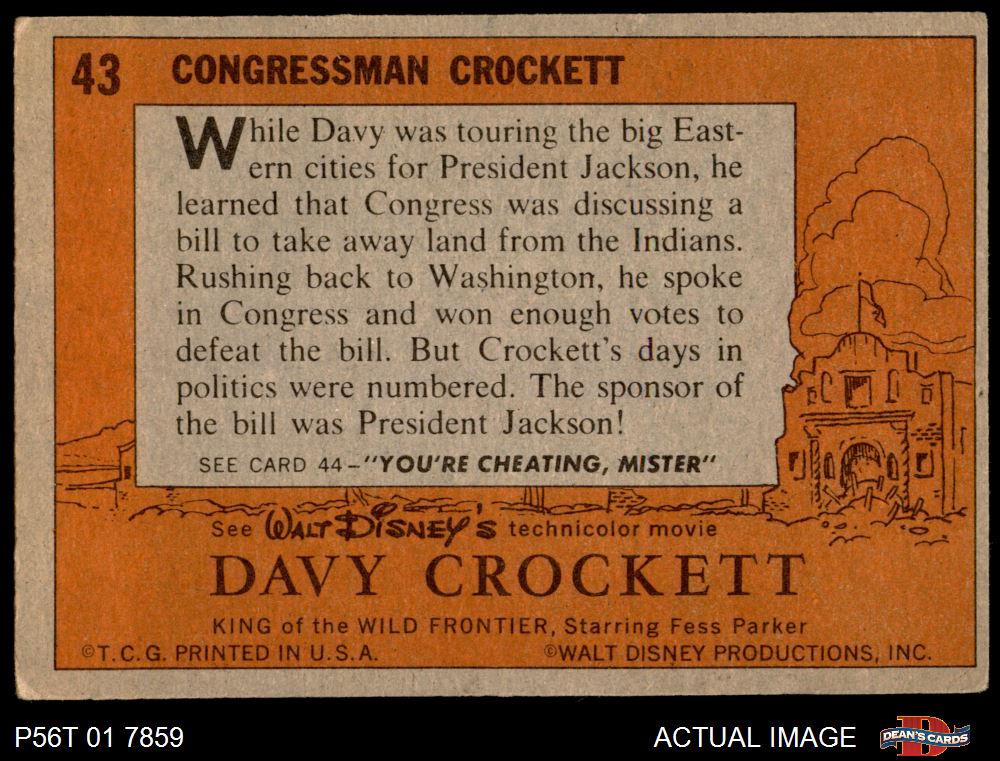 43 CONGRESSMAN CROCKETT
While Davy was touring the big East-
ern cities for President Jackson, he
learned that Congress was discussing a
bill to take away land from the Indians.
Rushing back to Washington, he spoke
in Congress and won enough votes to
defeat the bill. But Crockett's days in
politics were numbered. The sponsor of
the bill was President Jackson!
SEE CARD 44-"YOU'RE CHEATING, MISTER"
See WALT DISNEY'S technicolor movie
DAVY CROCKETT
KING of the WILD FRONTIER, Starring Fess Parker
©T.C.G. PRINTED IN U.S.A. ©WALT DISNEY PRODUCTIONS, INC.
P56T 01 7859 ACTUAL IMAGE DEAN'S CARDS